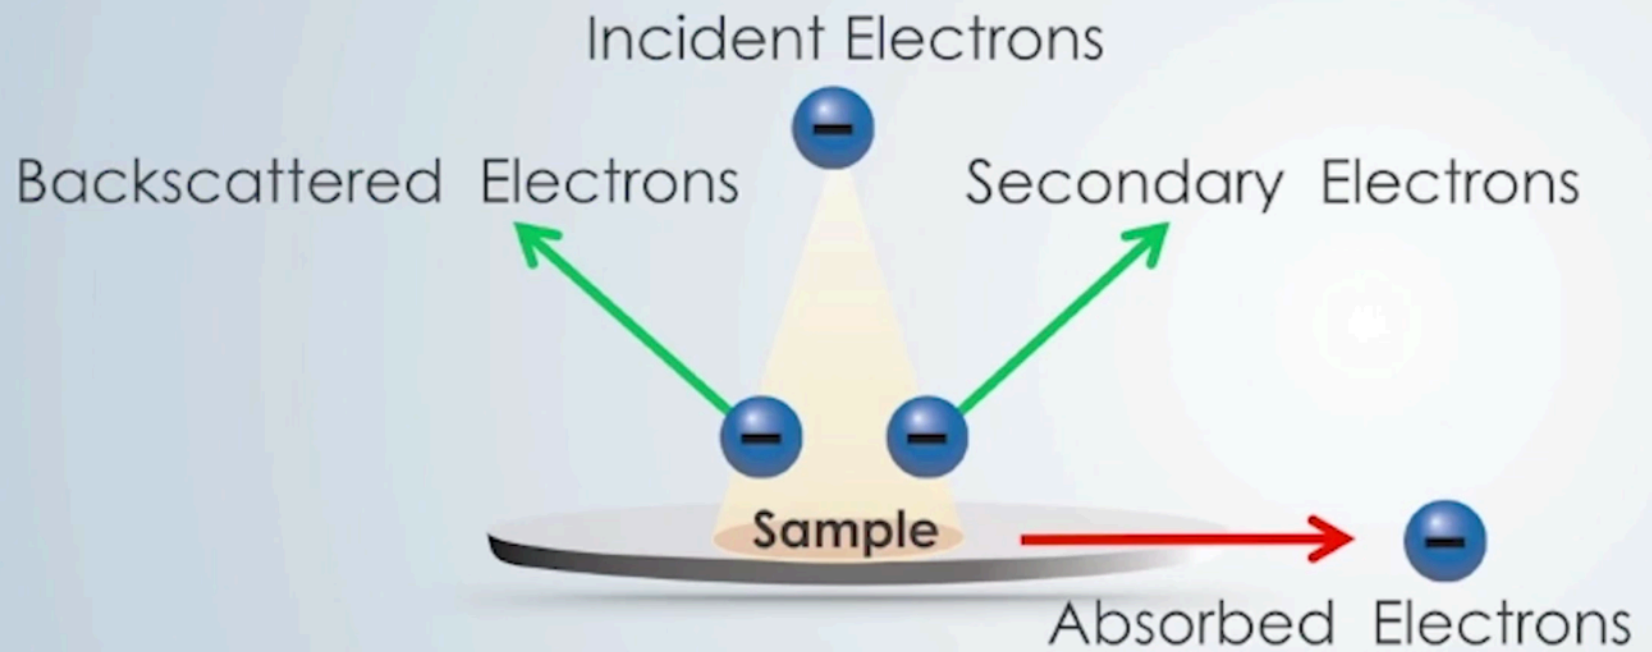 Incident Electrons
Backscattered Electrons
Secondary Electrons
Sample
Absorbed Electrons